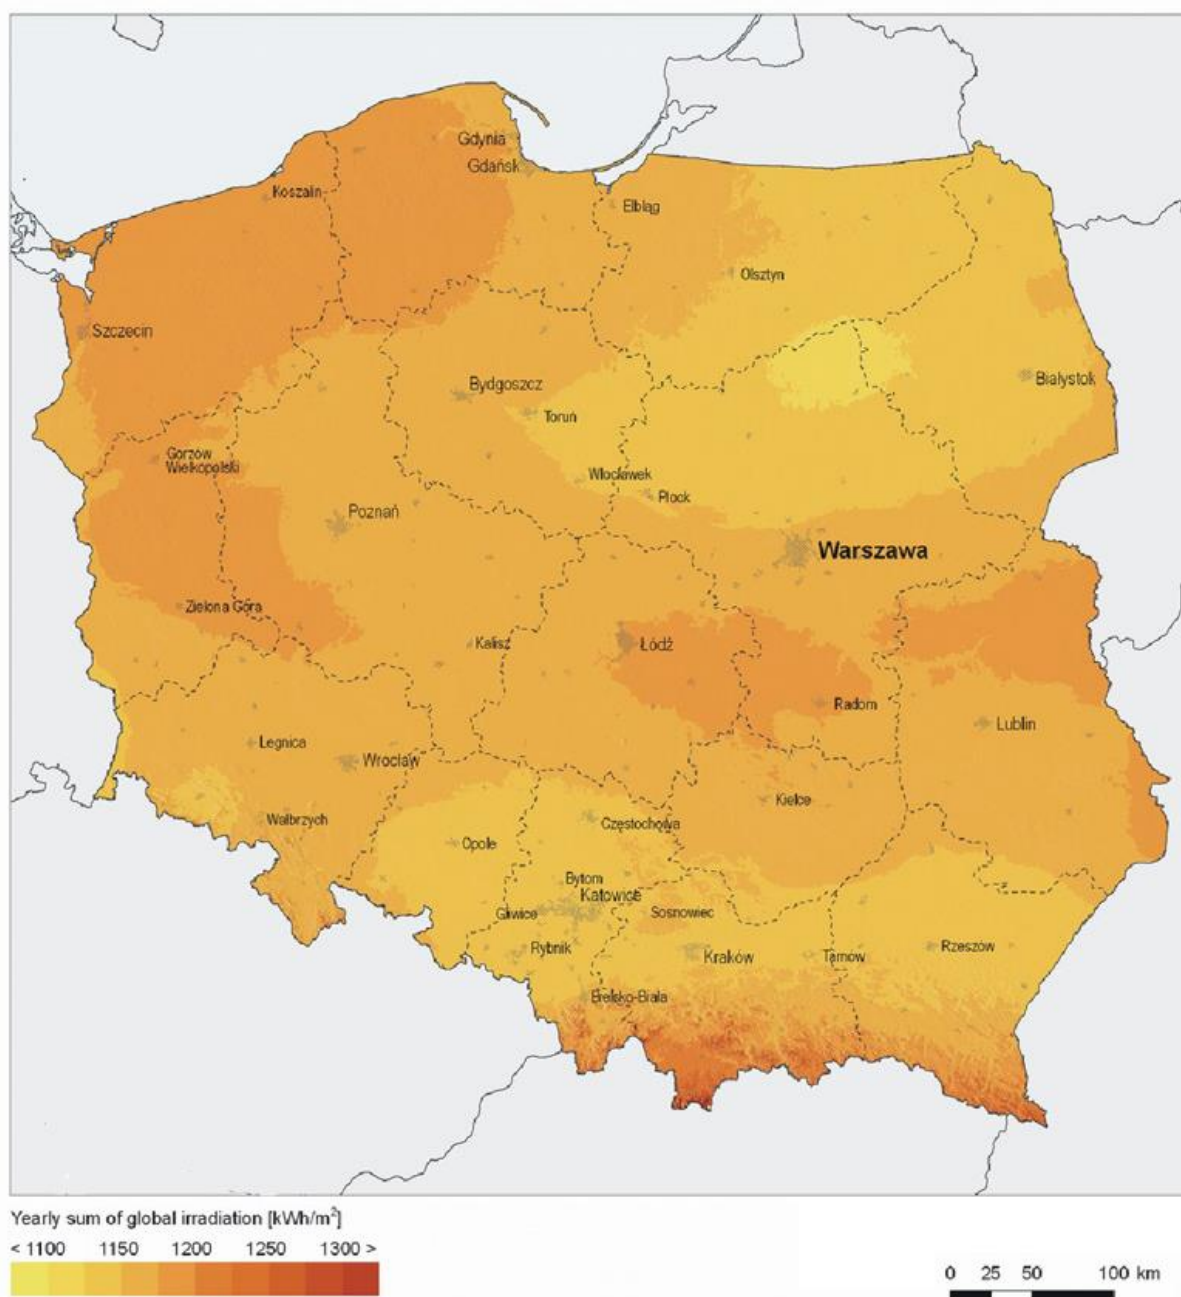 Gdynia
Gdańsk
Koszalin
Elbląg
Olsztyn
Szczecin
Białystok
Bydgoszcz
Toruń
Gorzów
Wielkopolski
Włocławek
Płock
Poznań
Warszawa
Zielona Góra
Kalisz
Łódź
Radom
Lublin
Legnica
Wrocław
Kielce
Wałbrzych
Częstochowa
Opole
Bytom
Katowice
Gliwice
Sosnowiec
Rybnik
Kraków
Tarnów
Rzeszów
Bielsko-Biała
Yearly sum of global irradiation [kWh/m²]
< 1100 1150 1200 1250 1300 >
0 25 50 100 km